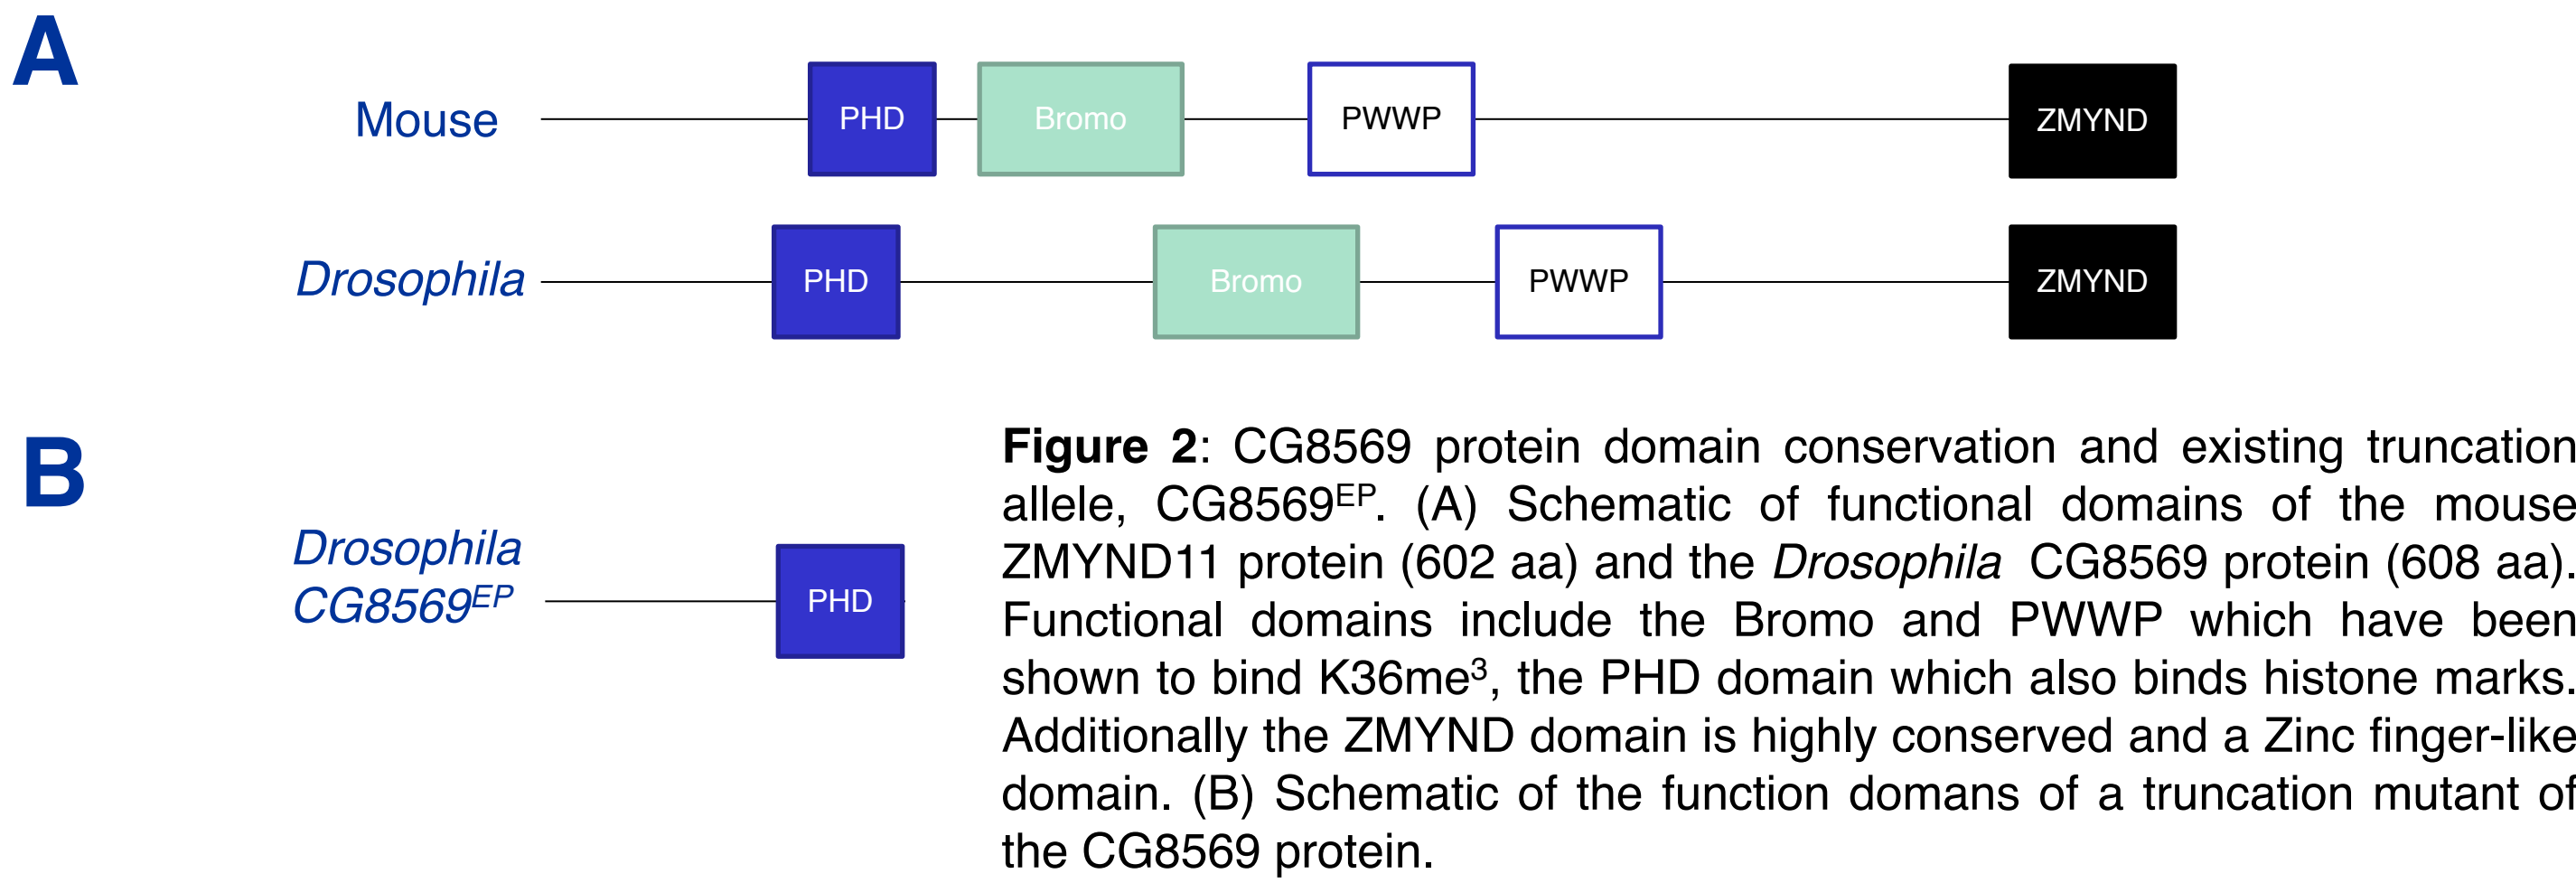 A
Mouse PHD Bromo PWWP ZMYND
Drosophila PHD Bromo PWWP ZMYND
B
Drosophila
CG8569EP PHD
Figure 2: CG8569 protein domain conservation and existing truncation
allele, CG8569EP. (A) Schematic of functional domains of the mouse
ZMYND11 protein (602 aa) and the Drosophila CG8569 protein (608 aa).
Functional domains include the Bromo and PWWP which have been
shown to bind K36me3, the PHD domain which also binds histone marks.
Additionally the ZMYND domain is highly conserved and a Zinc finger-like
domain. (B) Schematic of the function domans of a truncation mutant of
the CG8569 protein.